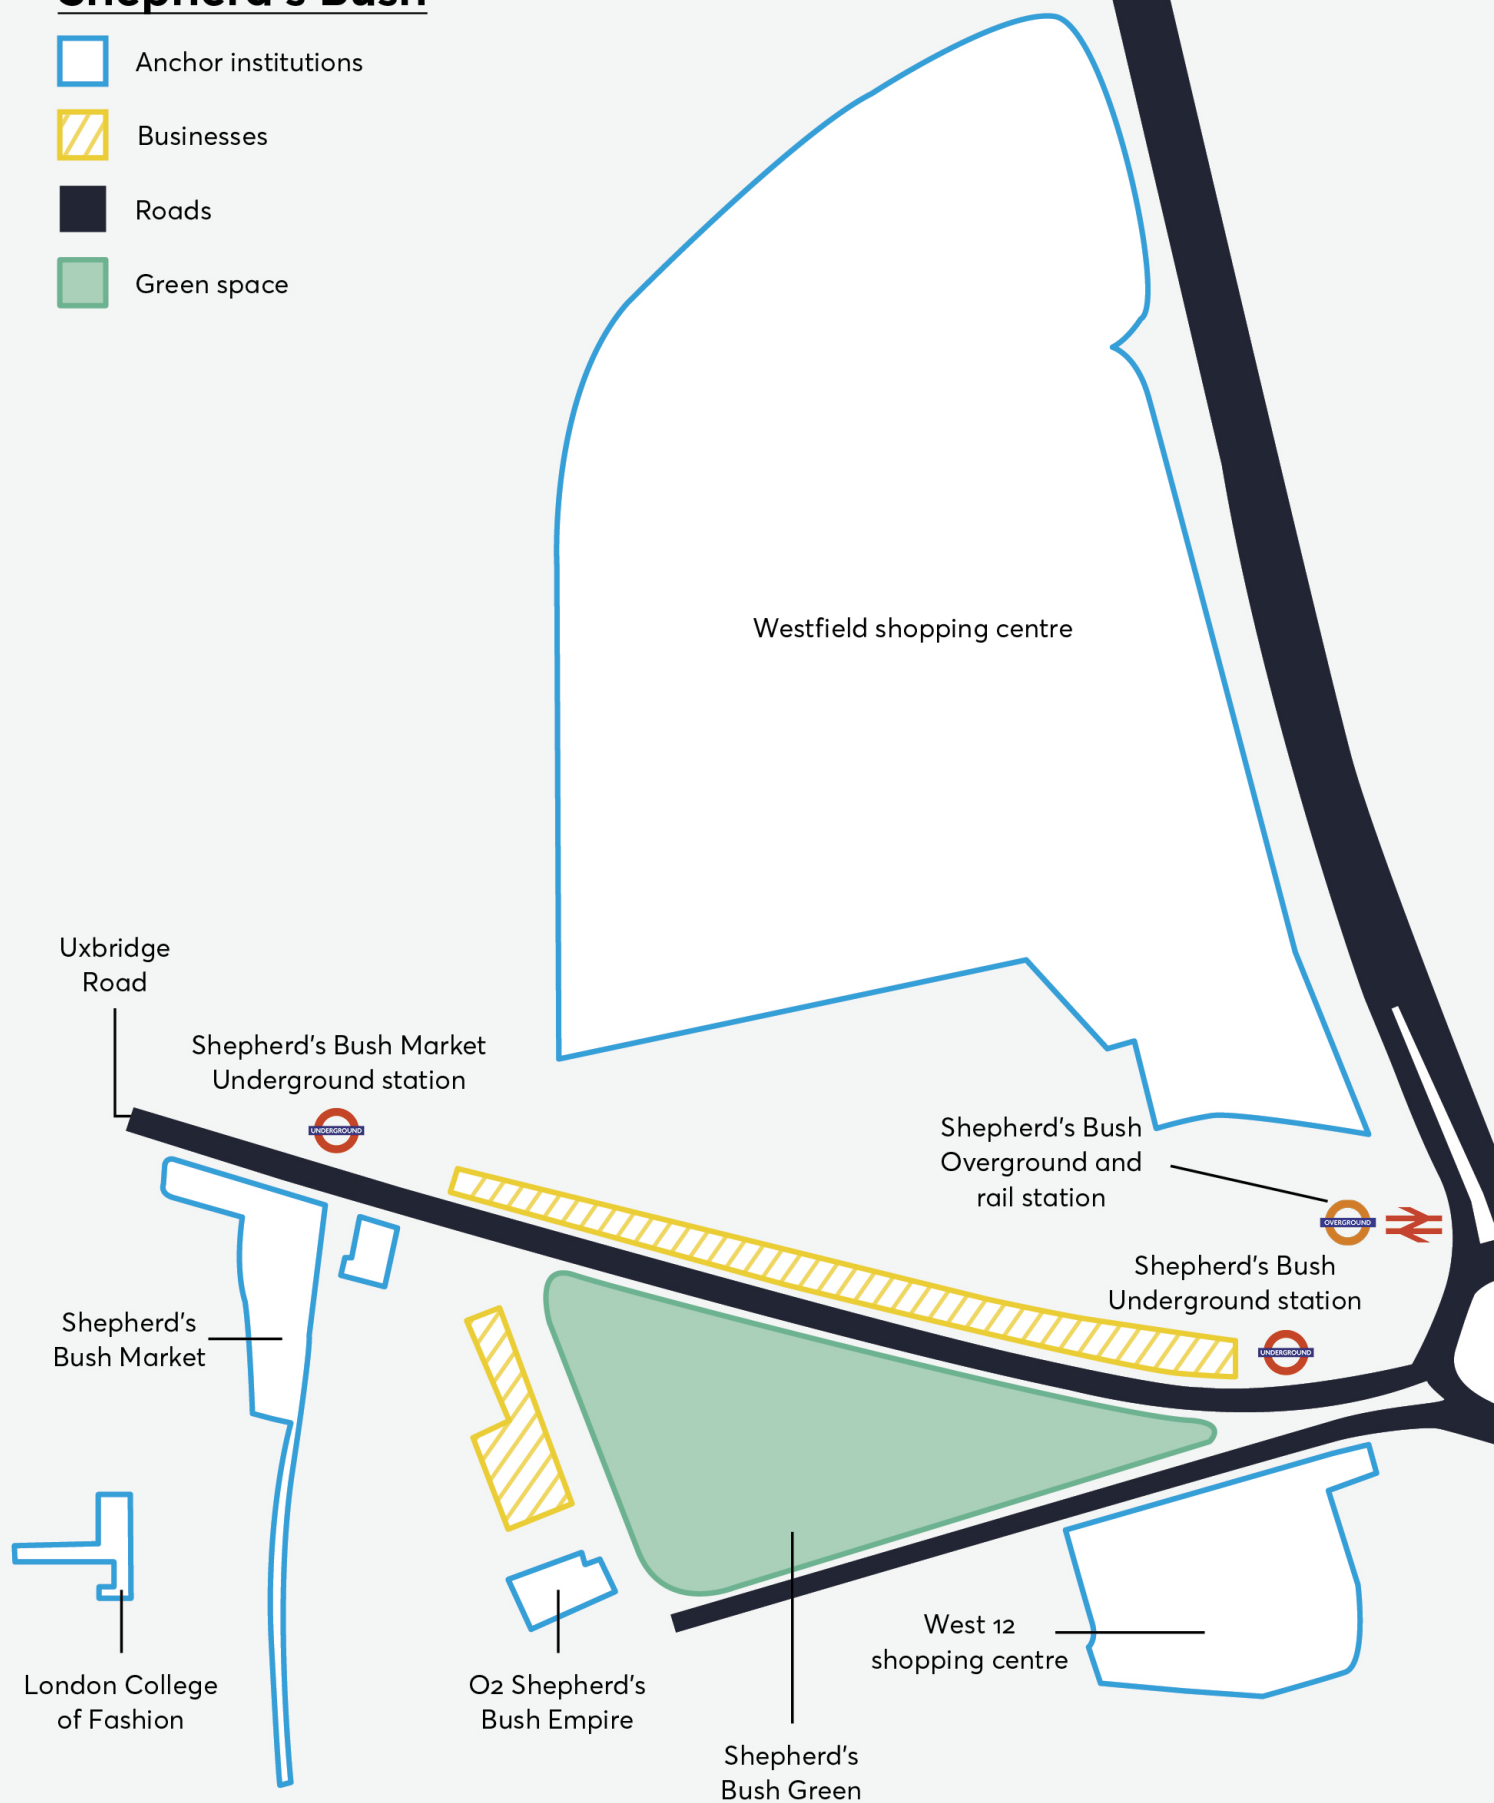 Shepherd's Bush
Anchor institutions
Businesses
Roads
Green space
Westfield shopping centre
Uxbridge
Road
Shepherd's Bush Market
Underground station
UNDERGROUND
Shepherd's Bush
Overground and
rail station
OVERGROUND
Shepherd's Bush
Underground station
UNDERGROUND
Shepherd's
Bush Market
West 12
shopping centre
London College
of Fashion
O2 Shepherd's
Bush Empire
Shepherd's
Bush Green